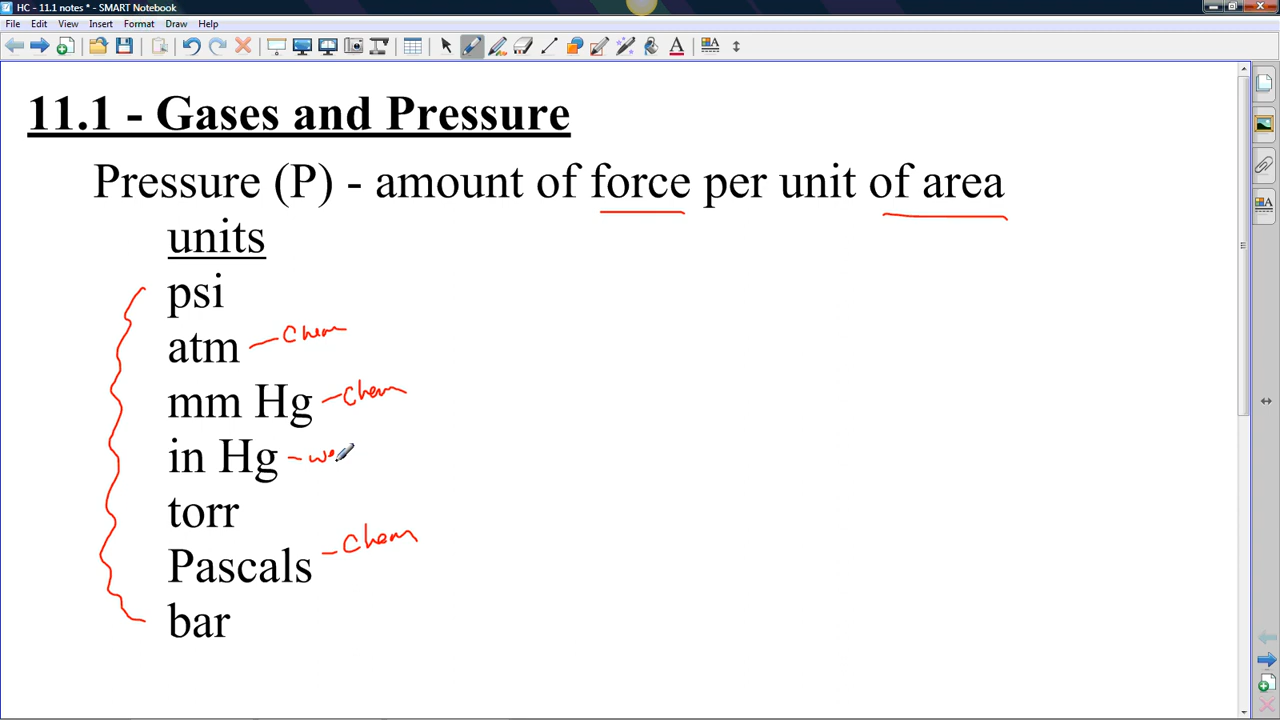 HC - 11.1 notes * - SMART Notebook
File Edit View Insert Format Draw Help
11.1 - Gases and Pressure
Pressure (P) - amount of force per unit of area
units
psi
atm - Chem
mm Hg - Chem
in Hg - we
torr
Pascals - Chem
bar